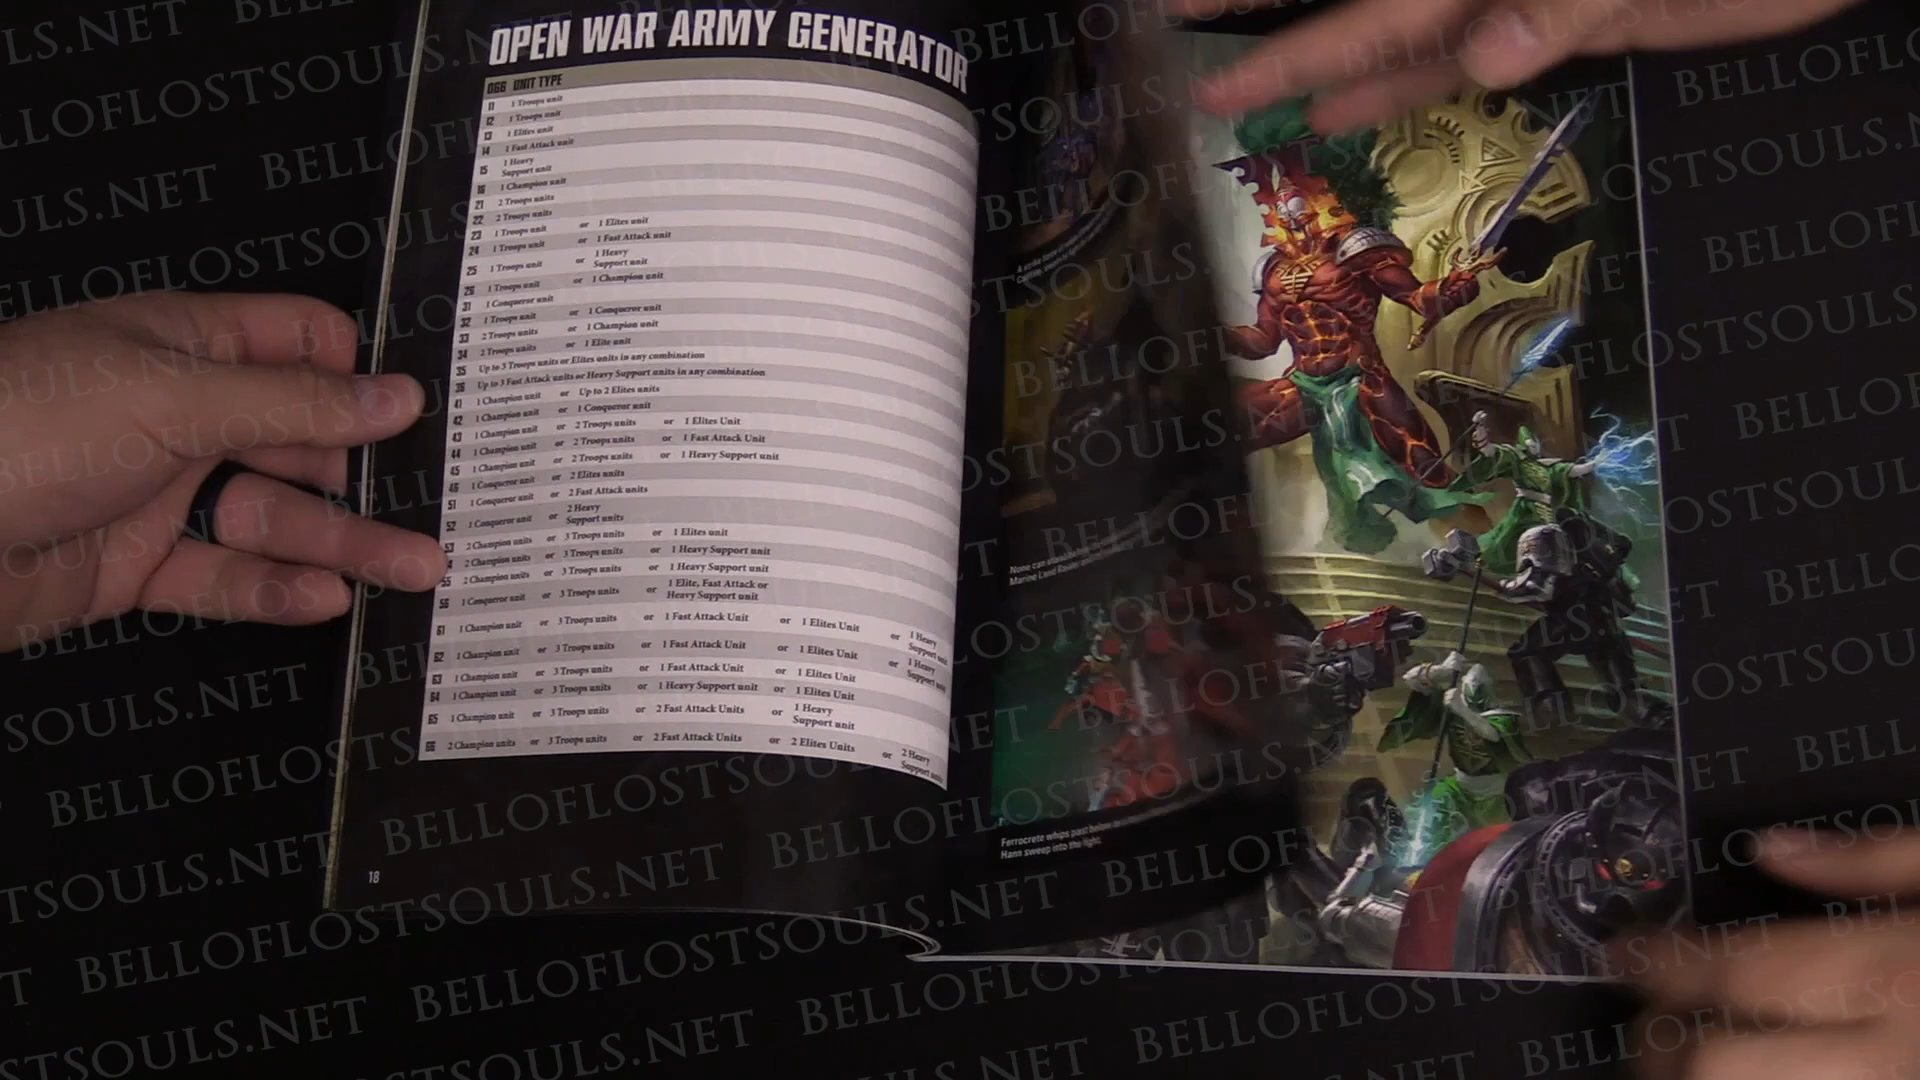 OPEN WAR ARMY GENERATOR
D66 UNIT TYPE
11 1 Troops unit
12 1 Troops unit
13 1 Elites unit
14 1 Fast Attack unit
15 1 Heavy Support unit
16 1 Champion unit
21 2 Troops units
22 2 Troops units
23 1 Troops unit or 1 Elites unit
24 1 Troops unit or 1 Fast Attack unit
25 1 Troops unit or 1 Heavy Support unit
26 1 Troops unit or 1 Champion unit
31 1 Conqueror unit
32 1 Troops unit or 1 Conqueror unit
33 2 Troops units or 1 Champion unit
34 2 Troops units or 1 Elite unit
35 Up to 3 Troops units or Elites units in any combination
36 Up to 3 Fast Attack units or Heavy Support units in any combination
41 1 Champion unit or Up to 2 Elites units
42 1 Champion unit or 1 Conqueror unit
43 1 Champion unit or 2 Troops units or 1 Elites Unit
44 1 Champion unit or 2 Troops units or 1 Fast Attack Unit
45 1 Champion unit or 2 Troops units or 1 Heavy Support unit
46 1 Conqueror unit or 2 Elites units
51 1 Conqueror unit or 2 Fast Attack units
52 1 Conqueror unit or 2 Heavy Support units
53 2 Champion units or 3 Troops units or 1 Elites unit
4 2 Champion units or 3 Troops units or 1 Heavy Support unit
55 2 Champion units or 3 Troops units or 1 Heavy Support unit
56 1 Conqueror unit or 3 Troops units or 1 Elite, Fast Attack or Heavy Support unit
61 1 Champion unit or 3 Troops units or 1 Fast Attack Unit or 1 Elites Unit or 1 Heavy Support unit
62 1 Champion unit or 3 Troops units or 1 Fast Attack Unit or 1 Elites Unit or 1 Heavy Support unit
63 1 Champion unit or 3 Troops units or 1 Fast Attack Unit or 1 Elites Unit
64 1 Champion unit or 3 Troops units or 1 Heavy Support unit or 1 Elites Unit
65 1 Champion unit or 3 Troops units or 2 Fast Attack Units or 1 Heavy Support unit
66 2 Champion units or 3 Troops units or 2 Fast Attack Units or 2 Elites Units or 2 Heavy Support units
18
None can
Marine Land Raider
Ferrocrete whips past below
Hann sweep into the light.
BELLOFLOSTSOULS.NET